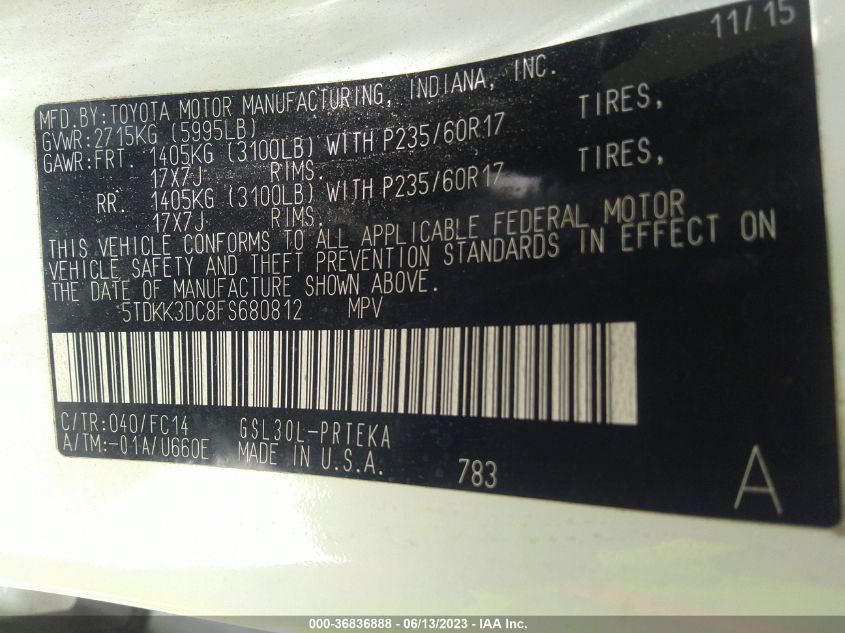 11/15
MFD.BY:TOYOTA MOTOR MANUFACTURING, INDIANA, INC.
GVWR:2715KG (5995LB)
GAWR:FRT. 1405KG (3100LB) WITH P235/60R17 TIRES,
17X7J RIMS.
RR. 1405KG (3100LB) WITH P235/60R17 TIRES,
17X7J RIMS.
THIS VEHICLE CONFORMS TO ALL APPLICABLE FEDERAL MOTOR
VEHICLE SAFETY AND THEFT PREVENTION STANDARDS IN EFFECT ON
THE DATE OF MANUFACTURE SHOWN ABOVE.
5TDKK3DC8FS680812 MPV
C/TR:040/FC14 GSL30L-PRTEKA
A/TM:-01A/U660E MADE IN U.S.A.
783
A
000-36836888 - 06/13/2023 - IAA Inc.